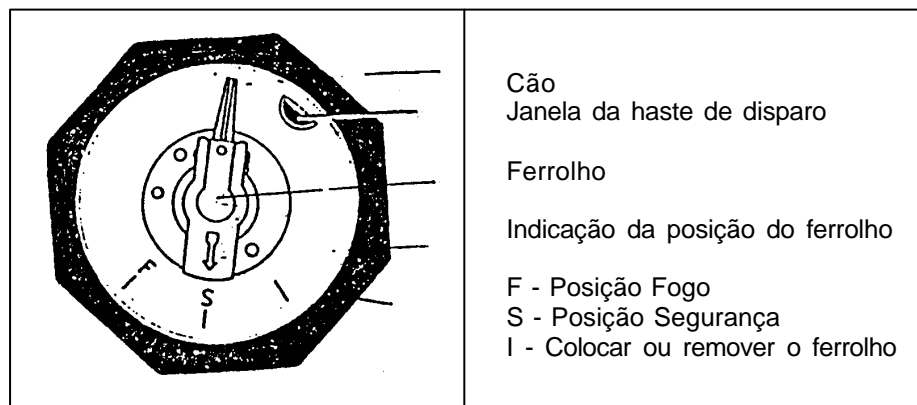 F
S
I
Cão
Janela da haste de disparo
Ferrolho
Indicação da posição do ferrolho
F - Posição Fogo
S - Posição Segurança
I - Colocar ou remover o ferrolho